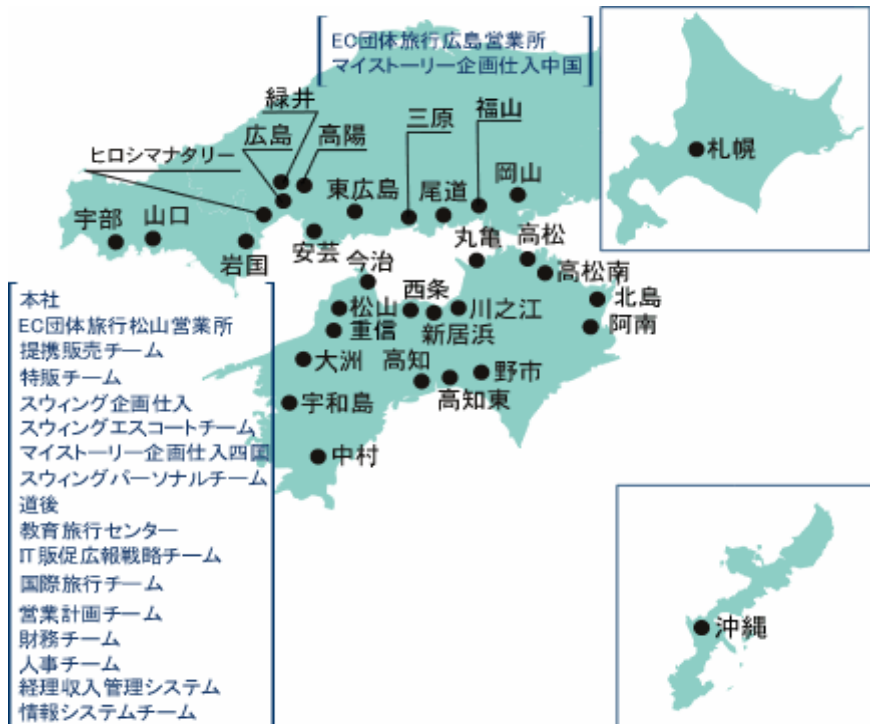 EC団体旅行広島営業所
マイストーリー企画仕入中国
緑井
広島
高陽
三原
福山
ヒロシマナタリー
札幌
東広島
尾道
岡山
宇部
山口
岩国
安芸
丸亀
高松
高松南
今治
西条
北島
松山
川之江
阿南
重信
新居浜
大洲
高知
野市
高知東
宇和島
中村
本社
EC団体旅行松山営業所
提携販売チーム
特販チーム
スウィング企画仕入
スウィングエスコートチーム
マイストーリー企画仕入四国
スウィングパーソナルチーム
道後
教育旅行センター
IT販促広報戦略チーム
国際旅行チーム
営業計画チーム
財務チーム
人事チーム
経理収入管理システム
情報システムチーム
沖縄